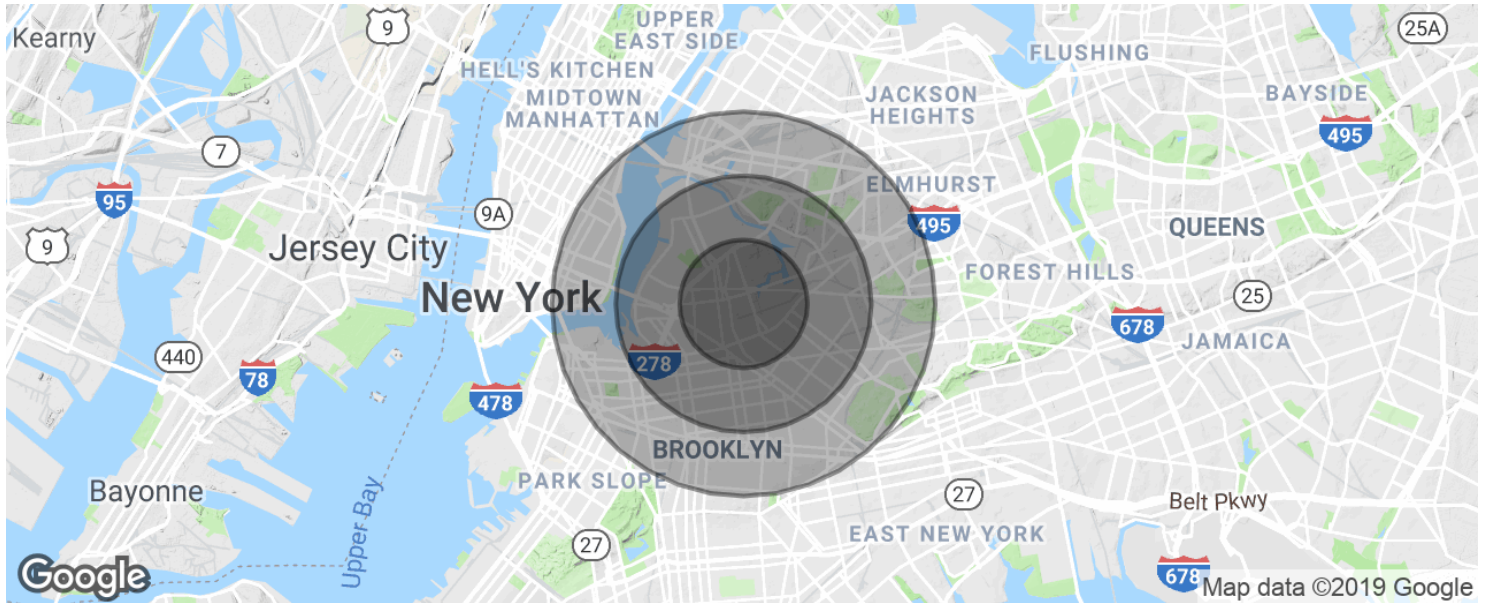 Kearny
9
UPPER
EAST SIDE
25A
FLUSHING
HELL'S KITCHEN
MIDTOWN
MANHATTAN
JACKSON
HEIGHTS
BAYSIDE
495
7
95
9A
ELMHURST
495
9
Jersey City
QUEENS
New York
FOREST HILLS
25
678
JAMAICA
440
78
278
478
BROOKLYN
PARK SLOPE
Bayonne
27
Belt Pkwy
Upper Bay
27
EAST NEW YORK
678
Google
Map data ©2019 Google